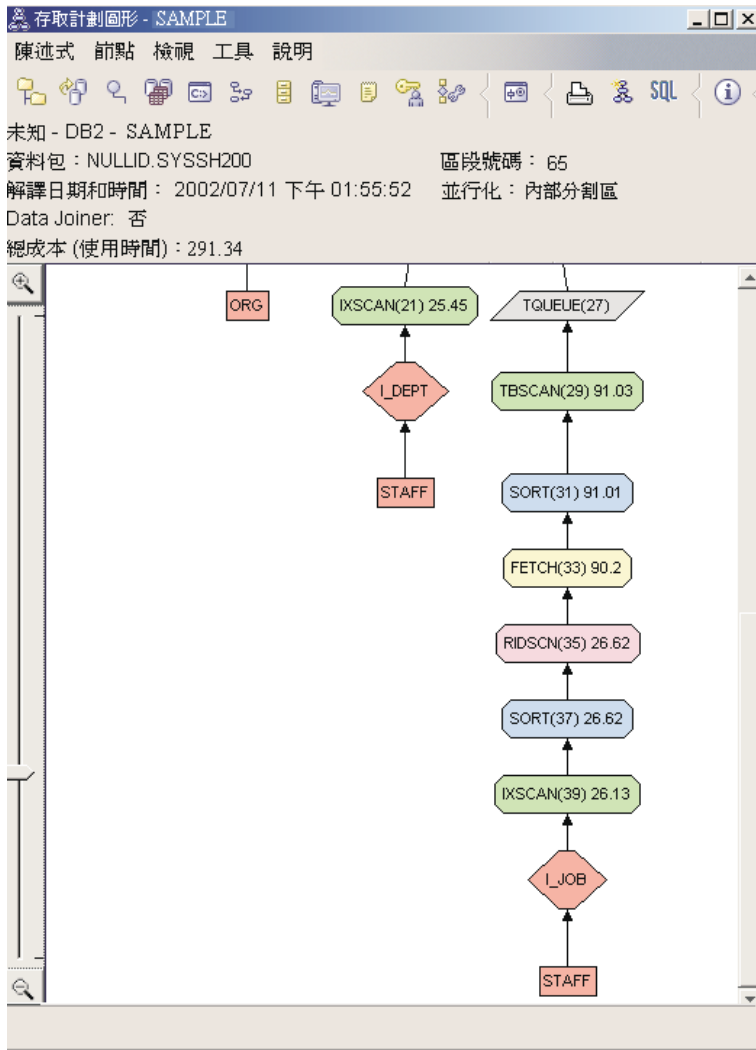 存取計劃圖形 - SAMPLE
陳述式 節點 檢視 工具 說明
SQL
未知 - DB2 - SAMPLE
資料包：NULLID.SYSSH200 區段號碼： 65
解譯日期和時間： 2002/07/11 下午 01:55:52 並行化：內部分割區
Data Joiner: 否
總成本 (使用時間)：291.34
ORG IXSCAN(21) 25.45 TQUEUE(27)
I_DEPT TBSCAN(29) 91.03
STAFF SORT(31) 91.01
FETCH(33) 90.2
RIDSCN(35) 26.62
SORT(37) 26.62
IXSCAN(39) 26.13
I_JOB
STAFF